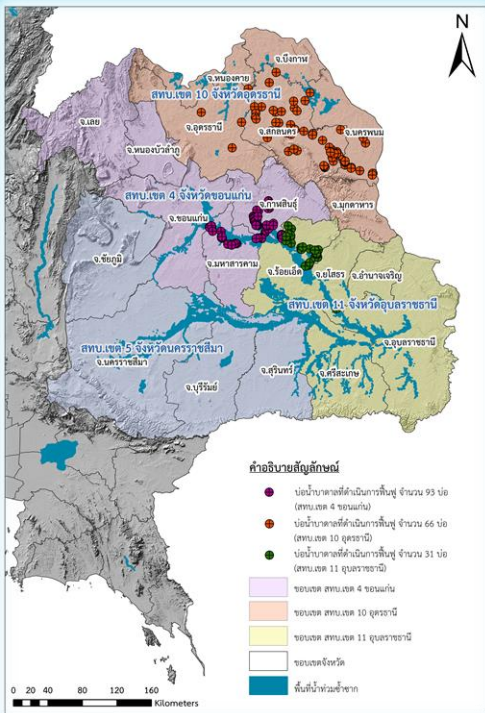 N
จ.บึงกาฬ
จ.หนองคาย
สทบ.เขต 10 จังหวัดอุดรธานี
จ.เลย
จ.อุดรธานี
จ.สกลนคร
จ.นครพนม
จ.หนองบัวลำภู
สทบ.เขต 4 จังหวัดขอนแก่น
จ.กาฬสินธุ์
จ.มุกดาหาร
จ.ขอนแก่น
จ.ชัยภูมิ
จ.มหาสารคาม
จ.ร้อยเอ็ด
จ.ยโสธร
จ.อำนาจเจริญ
สทบ.เขต 11 จังหวัดอุบลราชธานี
สทบ.เขต 5 จังหวัดนครราชสีมา
จ.นครราชสีมา
จ.อุบลราชธานี
จ.สุรินทร์
จ.ศรีสะเกษ
จ.บุรีรัมย์
คำอธิบายสัญลักษณ์
บ่อน้ำบาดาลที่ดำเนินการฟื้นฟู จำนวน 93 บ่อ
(สทบ.เขต 4 ขอนแก่น)
บ่อน้ำบาดาลที่ดำเนินการฟื้นฟู จำนวน 66 บ่อ
(สทบ.เขต 10 อุดรธานี)
บ่อน้ำบาดาลที่ดำเนินการฟื้นฟู จำนวน 31 บ่อ
(สทบ.เขต 11 อุบลราชธานี)
ขอบเขต สทบ.เขต 4 ขอนแก่น
ขอบเขต สทบ.เขต 10 อุดรธานี
ขอบเขต สทบ.เขต 11 อุบลราชธานี
ขอบเขตจังหวัด
พื้นที่น้ำท่วมซ้ำซาก
0 20 40 80 120 160
Kilometers